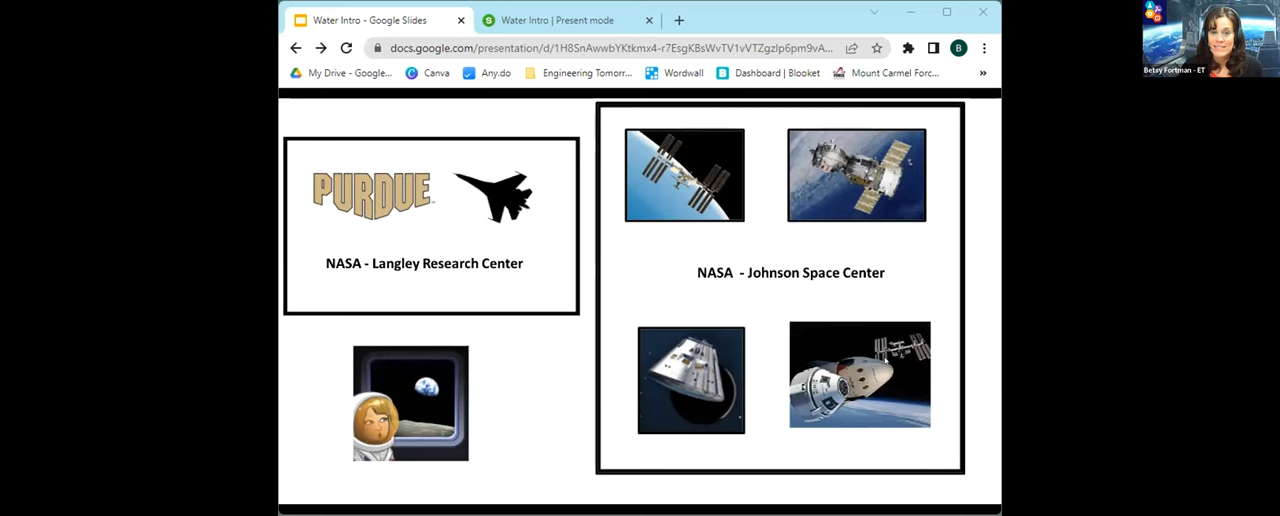 Water Intro - Google Slides
Water Intro | Present mode
docs.google.com/presentation/d/1H8SnAwwbYKtkmx4-r7EsgKBsWvTV1vVTZgzlp6pm9vA...
B
My Drive - Google...
Canva
Any.do
Engineering Tomorr...
Wordwall
Dashboard | Blooket
Mount Carmel Forc...
Betsy Fortman - ET
PURDUE
NASA - Langley Research Center
NASA - Johnson Space Center